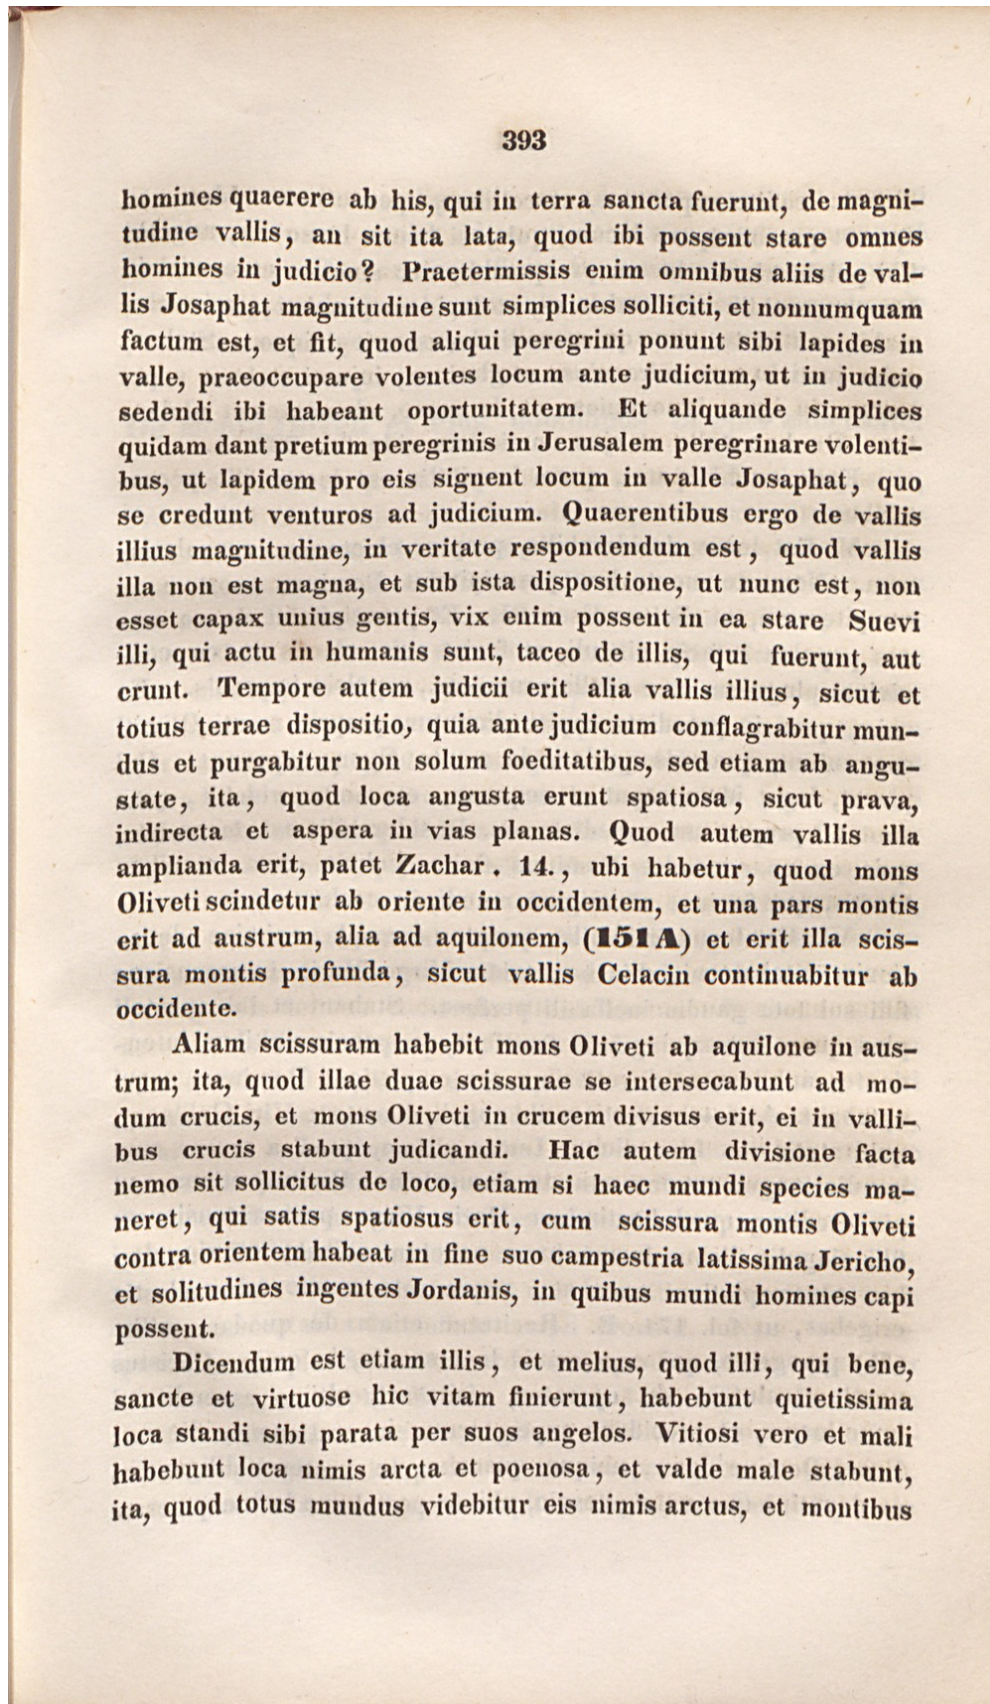 393
homines quaerere ab his, qui in terra sancta fuerunt, de magni-
tudine vallis, an sit ita lata, quod ibi possent stare omnes
homines in judicio? Praetermissis enim omnibus aliis de val-
lis Josaphat magnitudine sunt simplices solliciti, et nonnumquam
factum est, et fit, quod aliqui peregrini ponunt sibi lapides in
valle, praeoccupare volentes locum ante judicium, ut in judicio
sedendi ibi habeant oportunitatem. Et aliquande simplices
quidam dant pretium peregrinis in Jerusalem peregrinare volenti-
bus, ut lapidem pro eis signent locum in valle Josaphat, quo
se credunt venturos ad judicium. Quaerentibus ergo de vallis
illius magnitudine, in veritate respondendum est, quod vallis
illa non est magna, et sub ista dispositione, ut nunc est, non
esset capax unius gentis, vix enim possent in ea stare Suevi
illi, qui actu in humanis sunt, taceo de illis, qui fuerunt, aut
erunt. Tempore autem judicii erit alia vallis illius, sicut et
totius terrae dispositio, quia ante judicium conflagrabitur mun-
dus et purgabitur non solum foeditatibus, sed etiam ab angu-
state, ita, quod loca angusta erunt spatiosa, sicut prava,
indirecta et aspera in vias planas. Quod autem vallis illa
amplianda erit, patet Zachar. 14., ubi habetur, quod mons
Oliveti scindetur ab oriente in occidentem, et una pars montis
erit ad austrum, alia ad aquilonem, (151 A) et erit illa scis-
sura montis profunda, sicut vallis Celacin continuabitur ab
occidente.
Aliam scissuram habebit mons Oliveti ab aquilone in aus-
trum; ita, quod illae duae scissurae se intersecabunt ad mo-
dum crucis, et mons Oliveti in crucem divisus erit, ei in valli-
bus crucis stabunt judicandi. Hac autem divisione facta
nemo sit sollicitus de loco, etiam si haec mundi species ma-
neret, qui satis spatiosus erit, cum scissura montis Oliveti
contra orientem habeat in fine suo campestria latissima Jericho,
et solitudines ingentes Jordanis, in quibus mundi homines capi
possent.
Dicendum est etiam illis, et melius, quod illi, qui bene,
sancte et virtuose hic vitam finierunt, habebunt quietissima
loca standi sibi parata per suos angelos. Vitiosi vero et mali
habebunt loca nimis arcta et poenosa, et valde male stabunt,
ita, quod totus mundus videbitur eis nimis arctus, et montibus